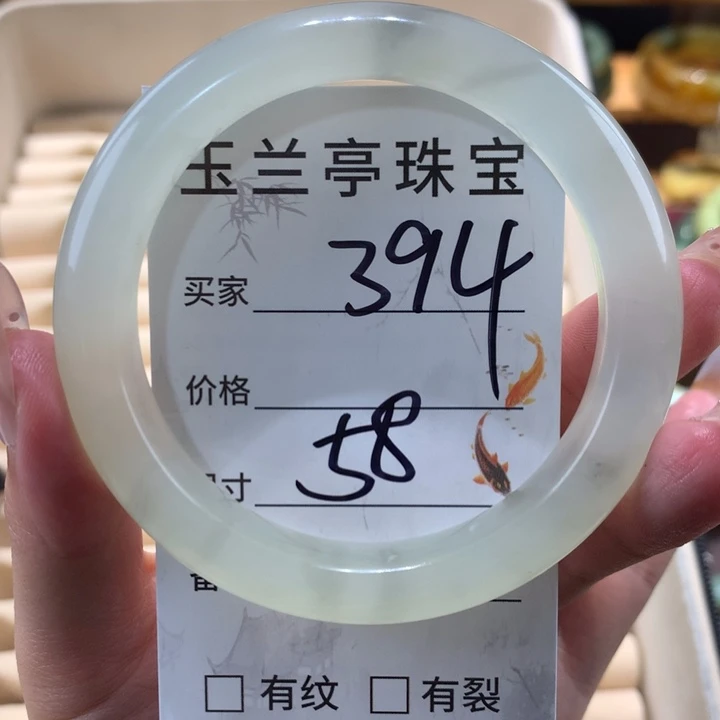 玉兰亭珠宝
买家 394
价格
寸 58
□ 有纹 □ 有裂